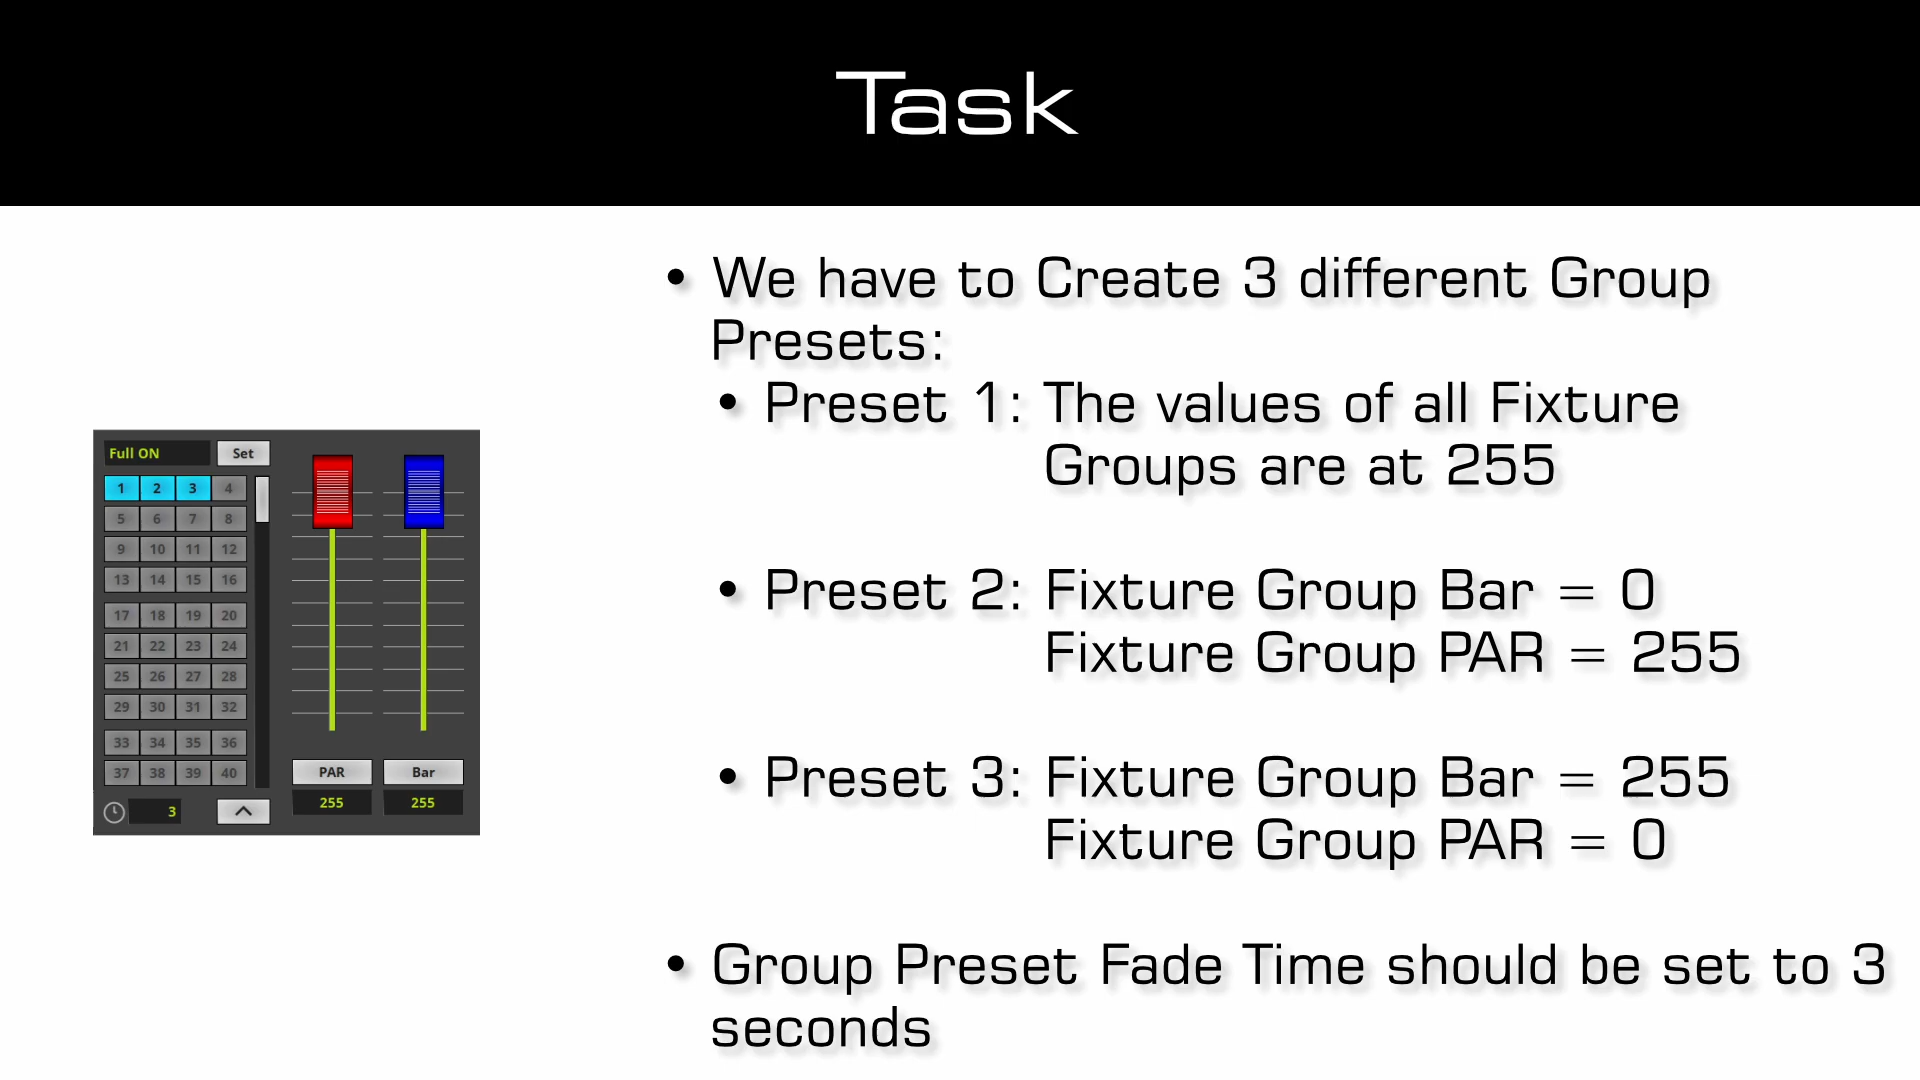 Task
• We have to Create 3 different Group
Presets:
• Preset 1: The values of all Fixture
Groups are at 255
• Preset 2: Fixture Group Bar = 0
Fixture Group PAR = 255
• Preset 3: Fixture Group Bar = 255
Fixture Group PAR = 0
• Group Preset Fade Time should be set to 3
seconds
Full ON Set
1 2 3 4
5 6 7 8
9 10 11 12
13 14 15 16
17 18 19 20
21 22 23 24
25 26 27 28
29 30 31 32
33 34 35 36
37 38 39 40
3
PAR Bar
255 255